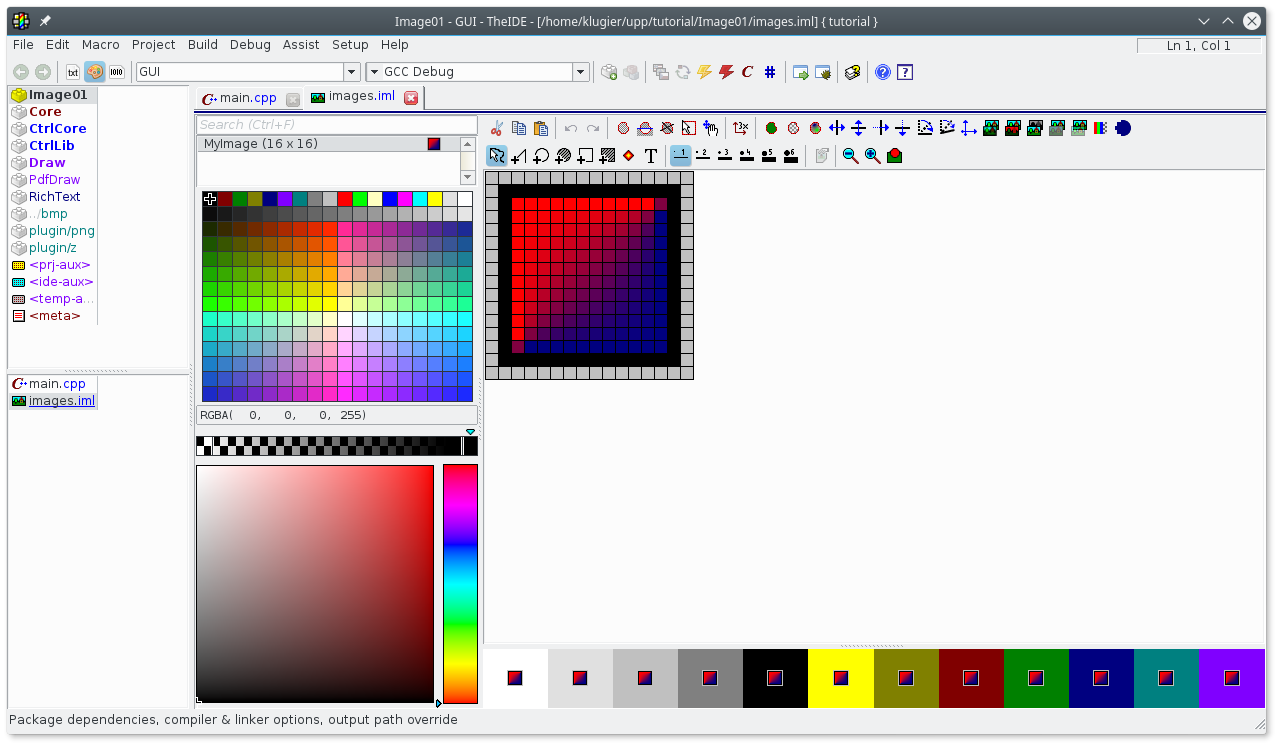 Image01 - GUI - TheIDE - [/home/klugier/upp/tutorial/Image01/images.iml] { tutorial }
File Edit Macro Project Build Debug Assist Setup Help
Ln 1, Col 1
txt
GUI
GCC Debug
Image01
Core
CtrlCore
CtrlLib
Draw
PdfDraw
RichText
../bmp
plugin/png
plugin/z
<prj-aux>
<ide-aux>
<temp-a...
<meta>
main.cpp
images.iml
main.cpp
images.iml
Search (Ctrl+F)
MyImage (16 x 16)
RGBA( 0, 0, 0, 255)
3x
T
1 2 3 4 5 6
Package dependencies, compiler & linker options, output path override